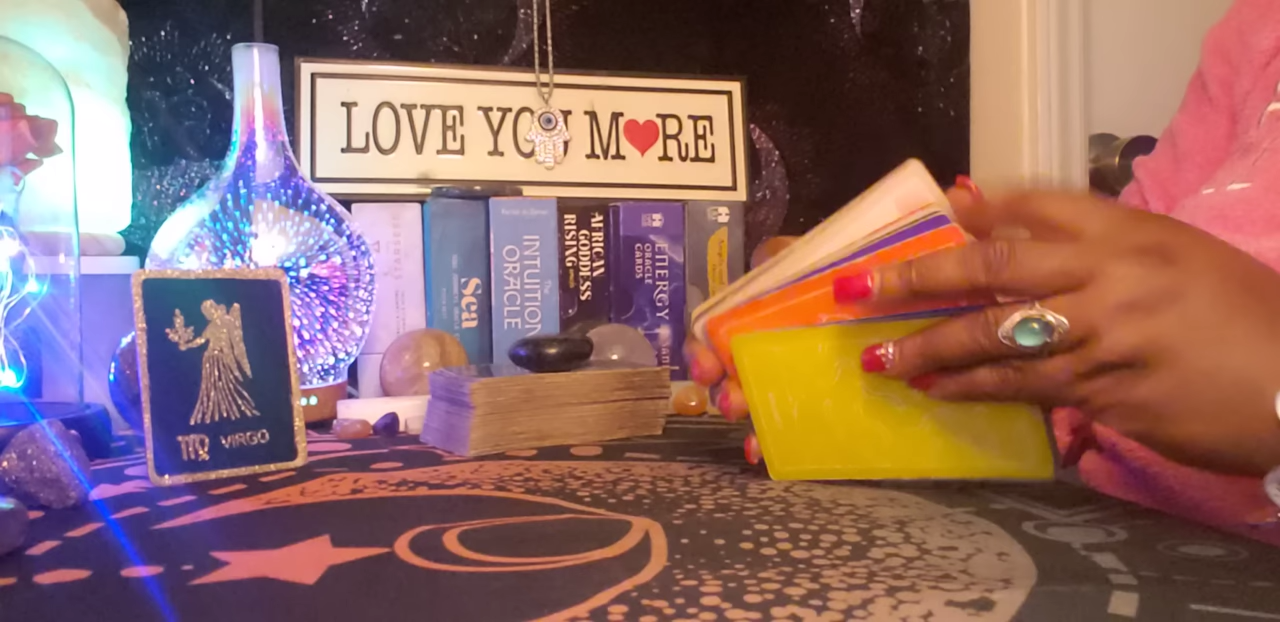 LOVE YOU MORE
Sea
The
INTUITION
ORACLE
AFRICAN
GODDESS
RISING
ENERGY
ORACLE
CARDS
VIRGO